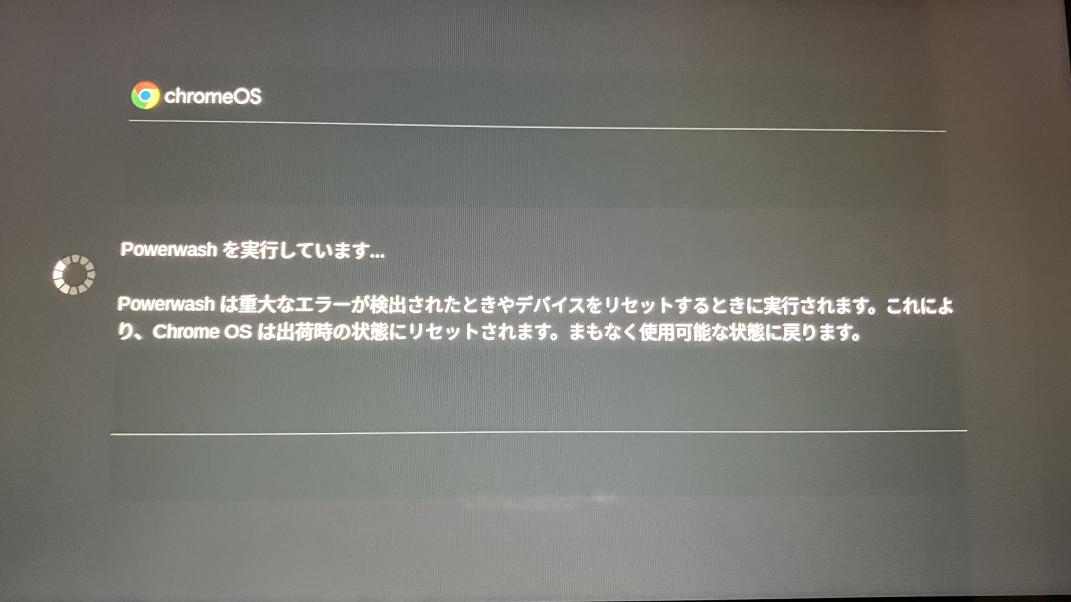 chromeOS
Powerwash を実行しています...
Powerwash は重大なエラーが検出されたときやデバイスをリセットするときに実行されます。これによ
り、Chrome OS は出荷時の状態にリセットされます。まもなく使用可能な状態に戻ります。